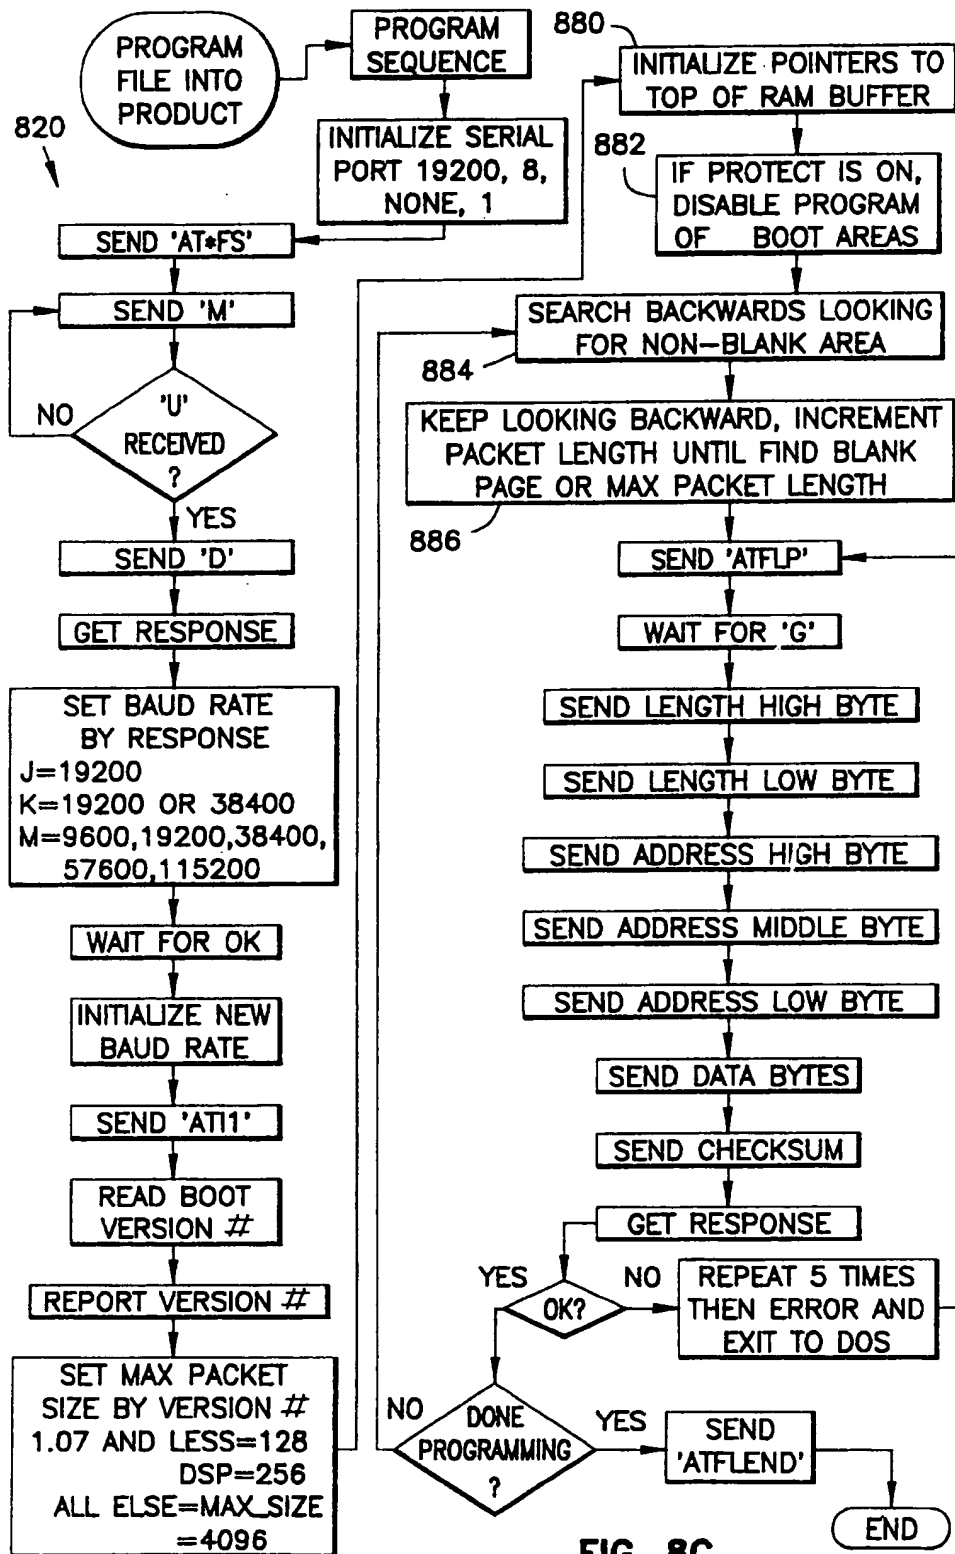 PROGRAM
FILE INTO
PRODUCT
PROGRAM
SEQUENCE
820
INITIALIZE SERIAL
PORT 19200, 8,
NONE, 1
SEND 'AT*FS'
SEND 'M'
'U'
RECEIVED
?
NO
YES
SEND 'D'
GET RESPONSE
SET BAUD RATE
BY RESPONSE
J=19200
K=19200 OR 38400
M=9600,19200,38400,
57600,115200
WAIT FOR OK
INITIALIZE NEW
BAUD RATE
SEND 'ATI1'
READ BOOT
VERSION #
REPORT VERSION #
SET MAX PACKET
SIZE BY VERSION #
1.07 AND LESS=128
DSP=256
ALL ELSE=MAX_SIZE
=4096
880
INITIALIZE POINTERS TO
TOP OF RAM BUFFER
882
IF PROTECT IS ON,
DISABLE PROGRAM
OF BOOT AREAS
SEARCH BACKWARDS LOOKING
FOR NON-BLANK AREA
884
KEEP LOOKING BACKWARD, INCREMENT
PACKET LENGTH UNTIL FIND BLANK
PAGE OR MAX PACKET LENGTH
886
SEND 'ATFLP'
WAIT FOR 'G'
SEND LENGTH HIGH BYTE
SEND LENGTH LOW BYTE
SEND ADDRESS HIGH BYTE
SEND ADDRESS MIDDLE BYTE
SEND ADDRESS LOW BYTE
SEND DATA BYTES
SEND CHECKSUM
GET RESPONSE
YES
OK?
NO
REPEAT 5 TIMES
THEN ERROR AND
EXIT TO DOS
NO
DONE
PROGRAMMING
?
YES
SEND
'ATFLEND'
END
FIG. 8C